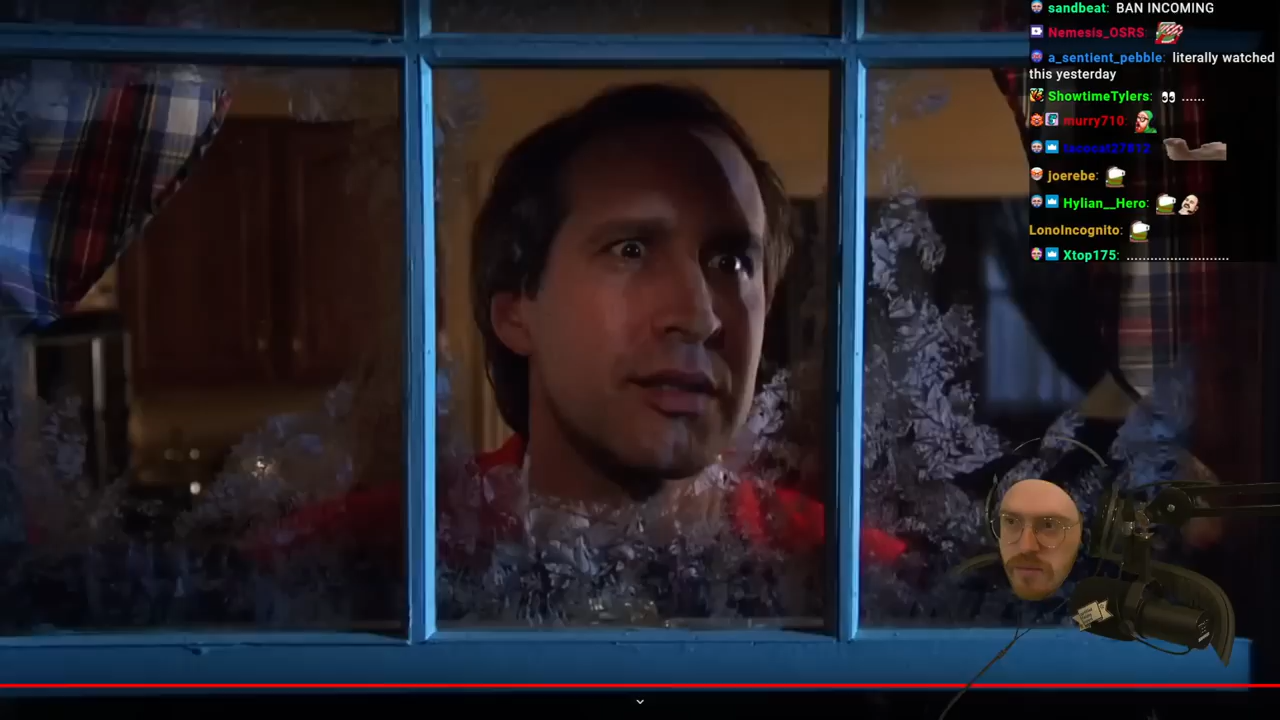 sandbeat: BAN INCOMING
Nemesis_OSRS
a_sentient_pebble: literally watched
this yesterday
ShowtimeTylers: ......
murry710:
joerebe:
Hylian__Hero:
LonoIncognito:
Xtop175: .........................